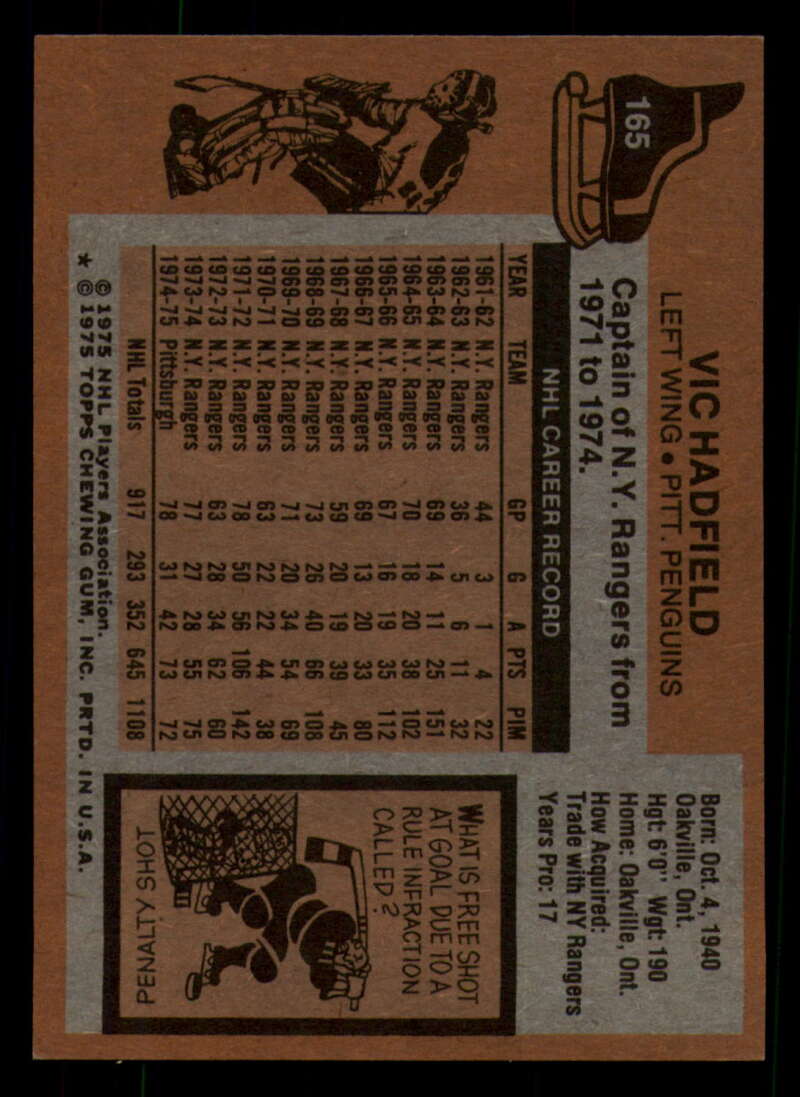 165
VIC HADFIELD
LEFT WING • PITT. PENGUINS
Captain of N.Y. Rangers from
1971 to 1974.
NHL CAREER RECORD
YEAR TEAM GP G A PTS PIM
1961-62 N.Y. Rangers 44 3 1 4 22
1962-63 N.Y. Rangers 36 5 6 11 32
1963-64 N.Y. Rangers 69 14 11 25 151
1964-65 N.Y. Rangers 70 18 20 38 102
1965-66 N.Y. Rangers 67 16 19 35 112
1966-67 N.Y. Rangers 69 13 20 33 80
1967-68 N.Y. Rangers 59 20 19 39 45
1968-69 N.Y. Rangers 73 26 40 66 108
1969-70 N.Y. Rangers 71 20 34 54 69
1970-71 N.Y. Rangers 63 22 22 44 38
1971-72 N.Y. Rangers 78 50 56 106 142
1972-73 N.Y. Rangers 63 28 34 62 60
1973-74 N.Y. Rangers 77 27 28 55 75
1974-75 Pittsburgh 78 31 42 73 72
NHL Totals 917 293 352 645 1108
© 1975 NHL Players Association.
* © 1975 TOPPS CHEWING GUM, INC. PRTD. IN U.S.A.
Born: Oct. 4, 1940
Oakville, Ont.
Hgt: 6'0" Wgt: 190
Home: Oakville, Ont.
How Acquired:
Trade with NY Rangers
Years Pro: 17
WHAT IS FREE SHOT
AT GOAL DUE TO A
RULE INFRACTION
CALLED?
PENALTY SHOT